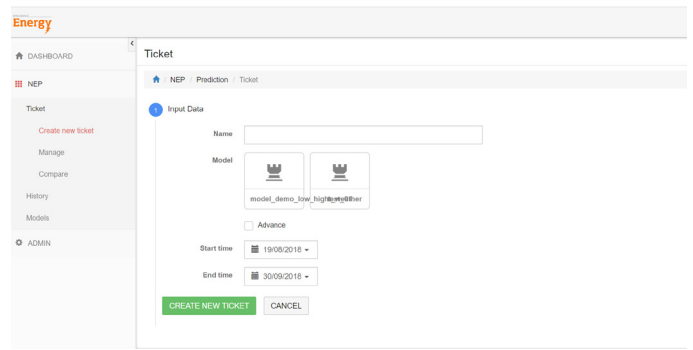 Energy
DASHBOARD
NEP
Ticket
Create new ticket
Manage
Compare
History
Models
ADMIN
Ticket
NEP / Prediction / Ticket
1 Input Data
Name
Model
model_demo_low_high
Advance
Start time 19/08/2018
End time 30/09/2018
CREATE NEW TICKET CANCEL